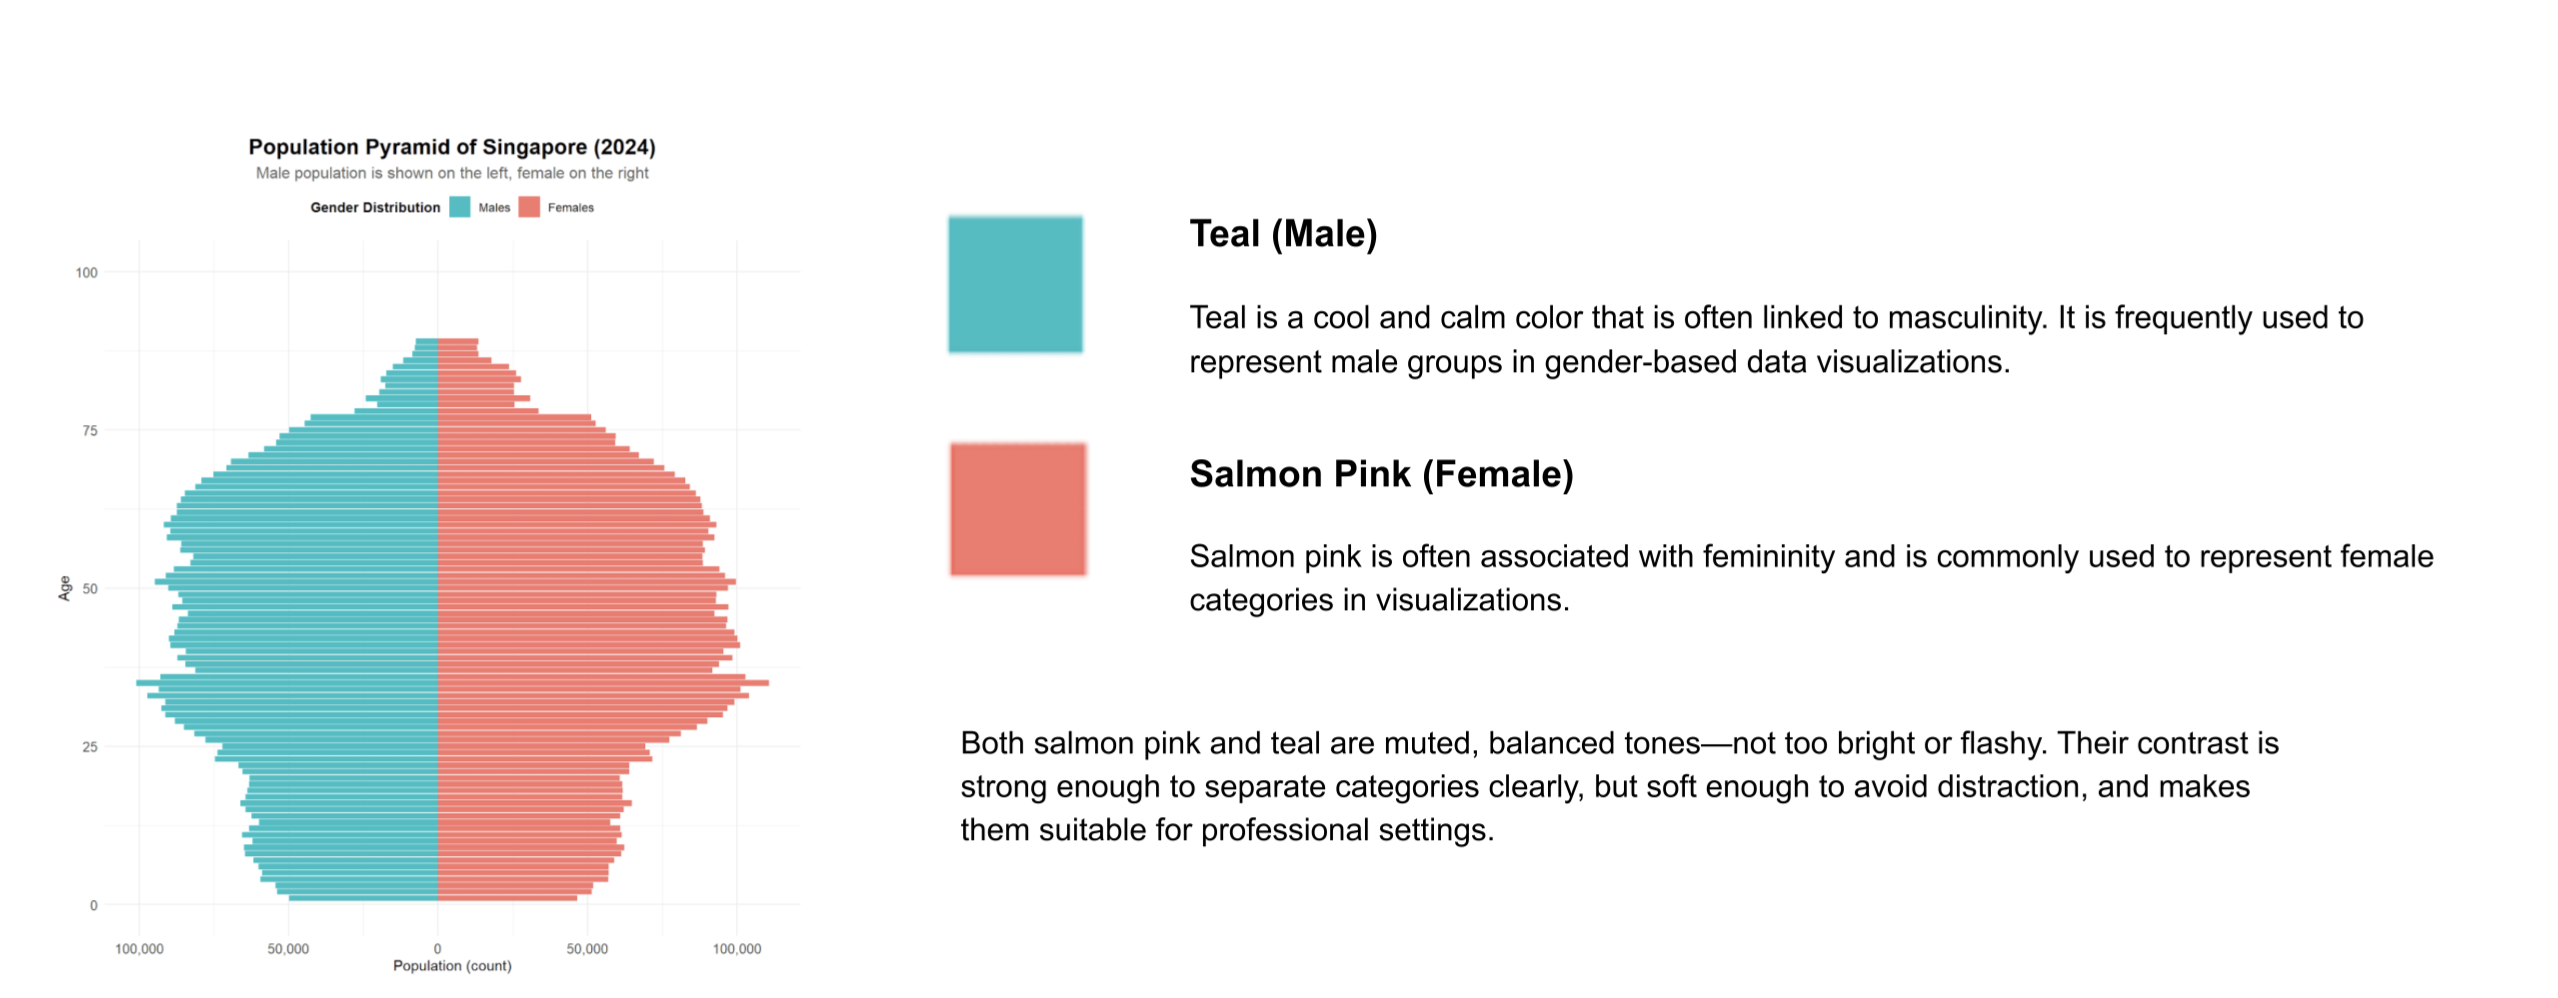 Population Pyramid of Singapore (2024)
Male population is shown on the left, female on the right
Gender Distribution Males Females
100
75
50
25
0
Age
100,000 50,000 0 50,000 100,000
Population (count)
Teal (Male)
Teal is a cool and calm color that is often linked to masculinity. It is frequently used to
represent male groups in gender-based data visualizations.
Salmon Pink (Female)
Salmon pink is often associated with femininity and is commonly used to represent female
categories in visualizations.
Both salmon pink and teal are muted, balanced tones—not too bright or flashy. Their contrast is
strong enough to separate categories clearly, but soft enough to avoid distraction, and makes
them suitable for professional settings.